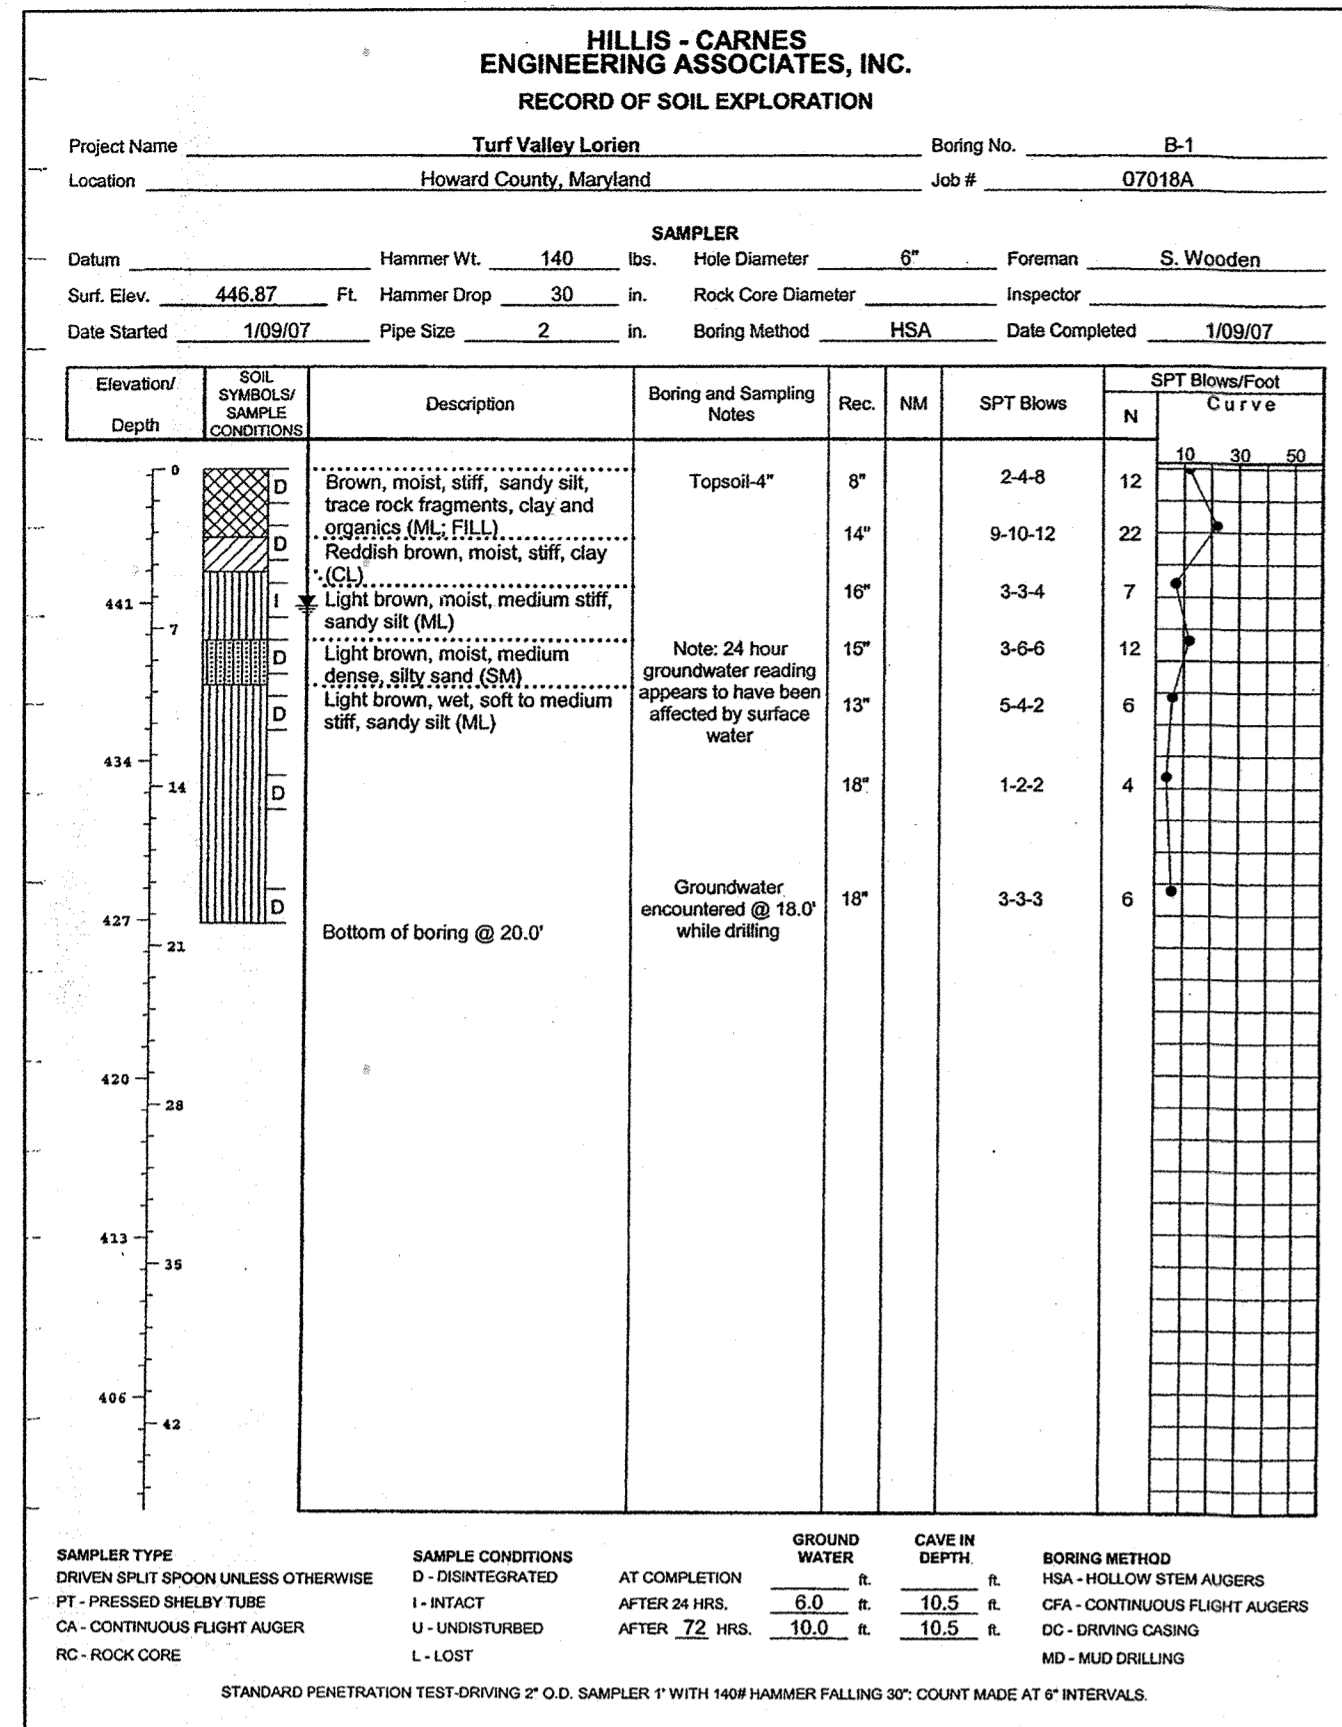 HILLIS - CARNES
ENGINEERING ASSOCIATES, INC.
RECORD OF SOIL EXPLORATION
Project Name Turf Valley Lorien Boring No. B-1
Location Howard County, Maryland Job # 07018A
SAMPLER
Datum Hammer Wt. 140 lbs. Hole Diameter 6" Foreman S. Wooden
Surf. Elev. 446.87 Ft. Hammer Drop 30 in. Rock Core Diameter Inspector
Date Started 1/09/07 Pipe Size 2 in. Boring Method HSA Date Completed 1/09/07
Elevation/
Depth
SOIL
SYMBOLS/
SAMPLE
CONDITIONS
Description
Boring and Sampling
Notes
Rec.
NM
SPT Blows
SPT Blows/Foot
N
Curve
10 30 50
0
D
Brown, moist, stiff, sandy silt,
trace rock fragments, clay and
organics (ML; FILL)
Topsoil-4"
8" 2-4-8 12
D
Reddish brown, moist, stiff, clay
(CL)
14" 9-10-12 22
441
7
I
Light brown, moist, medium stiff,
sandy silt (ML)
16" 3-3-4 7
D
Light brown, moist, medium
dense, silty sand (SM)
Note: 24 hour
groundwater reading
appears to have been
affected by surface
water
15" 3-6-6 12
D
Light brown, wet, soft to medium
stiff, sandy silt (ML)
13" 5-4-2 6
434
14
D
18" 1-2-2 4
427
21
D
Bottom of boring @ 20.0'
Groundwater
encountered @ 18.0'
while drilling
18" 3-3-3 6
420
28
413
35
406
42
SAMPLER TYPE
DRIVEN SPLIT SPOON UNLESS OTHERWISE
PT - PRESSED SHELBY TUBE
CA - CONTINUOUS FLIGHT AUGER
RC - ROCK CORE
SAMPLE CONDITIONS
D - DISINTEGRATED
I - INTACT
U - UNDISTURBED
L - LOST
GROUND
WATER
CAVE IN
DEPTH
AT COMPLETION ft. ft.
AFTER 24 HRS. 6.0 ft. 10.5 ft.
AFTER 72 HRS. 10.0 ft. 10.5 ft.
BORING METHOD
HSA - HOLLOW STEM AUGERS
CFA - CONTINUOUS FLIGHT AUGERS
DC - DRIVING CASING
MD - MUD DRILLING
STANDARD PENETRATION TEST-DRIVING 2" O.D. SAMPLER 1' WITH 140# HAMMER FALLING 30": COUNT MADE AT 6" INTERVALS.